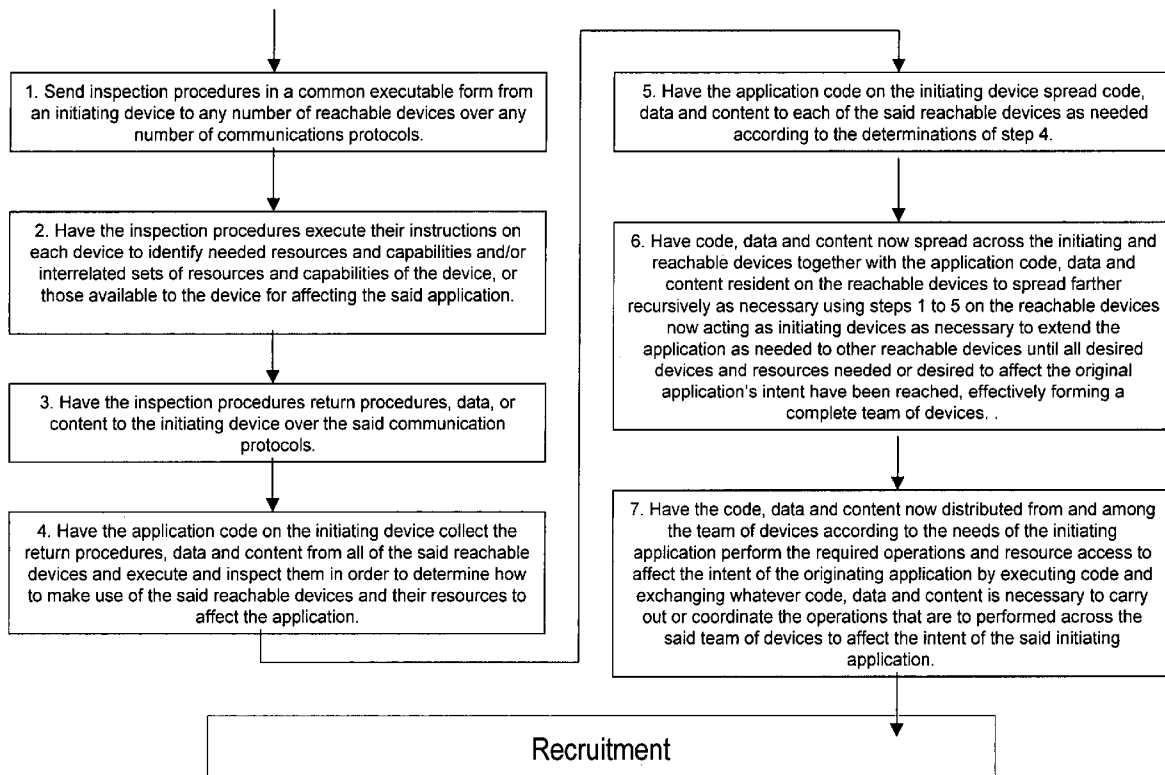 1. Send inspection procedures in a common executable form from
an initiating device to any number of reachable devices over any
number of communications protocols.
2. Have the inspection procedures execute their instructions on
each device to identify needed resources and capabilities and/or
interrelated sets of resources and capabilities of the device, or
those available to the device for affecting the said application.
3. Have the inspection procedures return procedures, data, or
content to the initiating device over the said communication
protocols.
4. Have the application code on the initiating device collect the
return procedures, data and content from all of the said reachable
devices and execute and inspect them in order to determine how
to make use of the said reachable devices and their resources to
affect the application.
5. Have the application code on the initiating device spread code,
data and content to each of the said reachable devices as needed
according to the determinations of step 4.
6. Have code, data and content now spread across the initiating and
reachable devices together with the application code, data and
content resident on the reachable devices to spread farther
recursively as necessary using steps 1 to 5 on the reachable devices
now acting as initiating devices as necessary to extend the
application as needed to other reachable devices until all desired
devices and resources needed or desired to affect the original
application's intent have been reached, effectively forming a
complete team of devices. .
7. Have the code, data and content now distributed from and among
the team of devices according to the needs of the initiating
application perform the required operations and resource access to
affect the intent of the originating application by executing code and
exchanging whatever code, data and content is necessary to carry
out or coordinate the operations that are to performed across the
said team of devices to affect the intent of the said initiating
application.
Recruitment